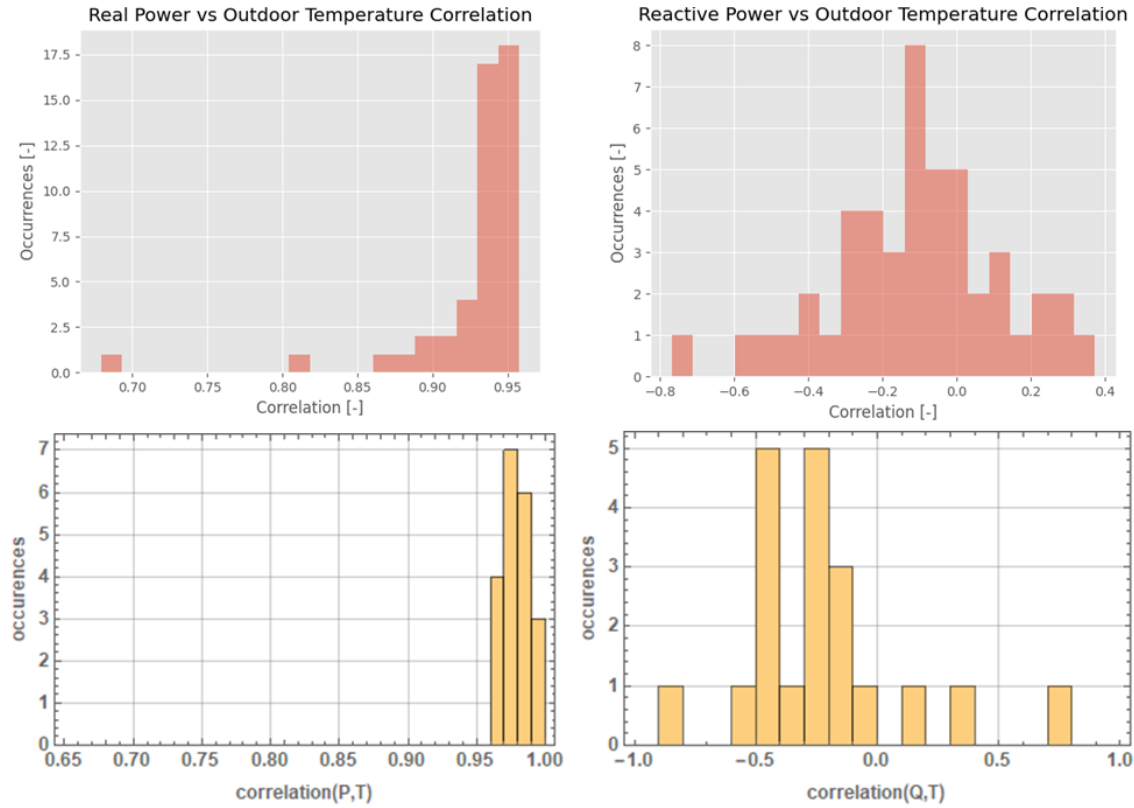 Real Power vs Outdoor Temperature Correlation
17.5
15.0
12.5
10.0
7.5
5.0
2.5
0.0
Occurrences [-]
0.70 0.75 0.80 0.85 0.90 0.95
Correlation [-]
Reactive Power vs Outdoor Temperature Correlation
8
7
6
5
4
3
2
1
0
Occurrences [-]
−0.8 −0.6 −0.4 −0.2 0.0 0.2 0.4
Correlation [-]
7
6
5
4
3
2
1
0
occurences
0.65 0.70 0.75 0.80 0.85 0.90 0.95 1.00
correlation(P,T)
5
4
3
2
1
0
occurences
−1.0 −0.5 0.0 0.5 1.0
correlation(Q,T)